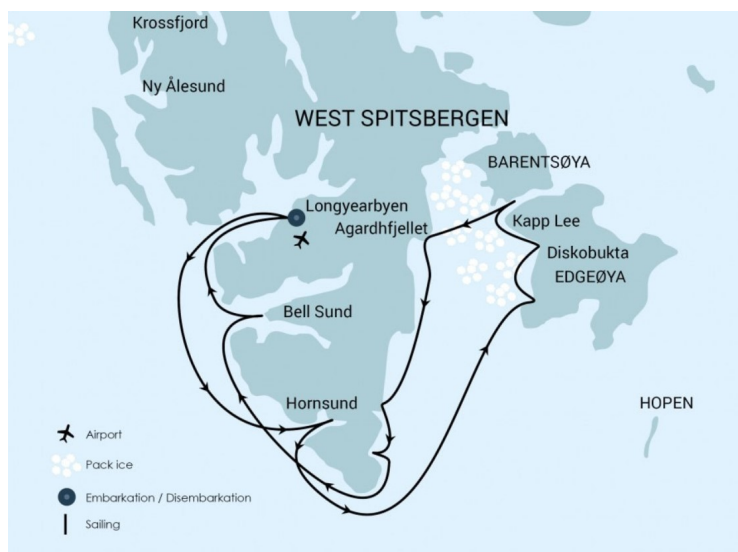 Krossfjord
Ny Ålesund
WEST SPITSBERGEN
BARENTSØYA
Longyearbyen
Kapp Lee
Agardhfjellet
Diskobukta
EDGEØYA
Bell Sund
Hornsund
HOPEN
Airport
Pack ice
Embarkation / Disembarkation
Sailing